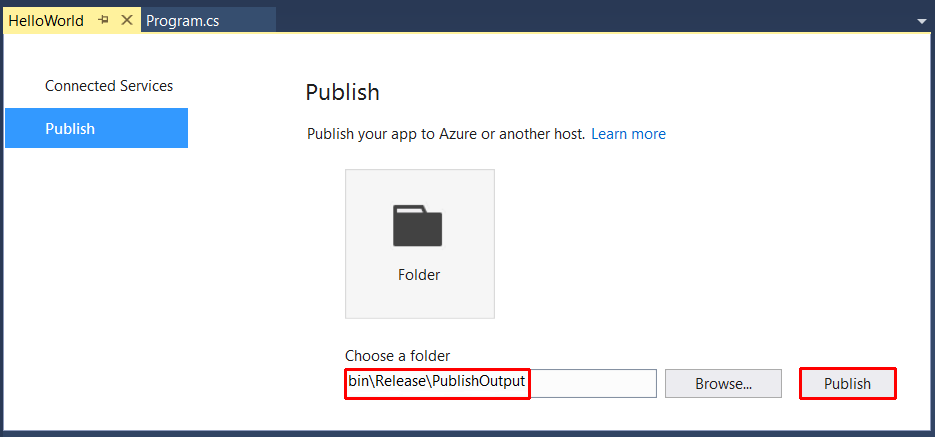 HelloWorld
Program.cs
Connected Services
Publish
Publish
Publish your app to Azure or another host. Learn more
Folder
Choose a folder
bin\Release\PublishOutput
Browse...
Publish